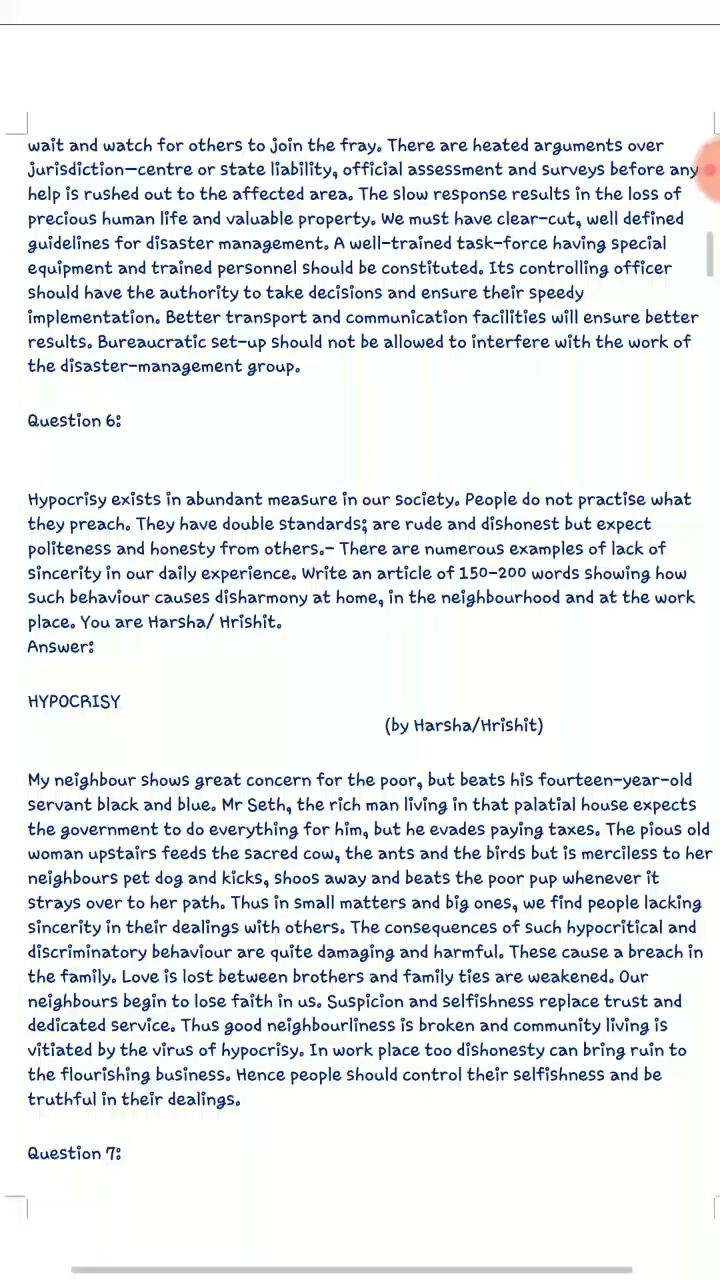 wait and watch for others to join the fray. There are heated arguments over
jurisdiction—centre or state liability, official assessment and surveys before any
help is rushed out to the affected area. The slow response results in the loss of
precious human life and valuable property. We must have clear-cut, well defined
guidelines for disaster management. A well-trained task-force having special
equipment and trained personnel should be constituted. Its controlling officer
should have the authority to take decisions and ensure their speedy
implementation. Better transport and communication facilities will ensure better
results. Bureaucratic set-up should not be allowed to interfere with the work of
the disaster-management group.
Question 6:
Hypocrisy exists in abundant measure in our society. People do not practise what
they preach. They have double standards; are rude and dishonest but expect
politeness and honesty from others.- There are numerous examples of lack of
sincerity in our daily experience. Write an article of 150-200 words showing how
such behaviour causes disharmony at home, in the neighbourhood and at the work
place. You are Harsha/ Hrishit.
Answer:
HYPOCRISY
(by Harsha/Hrishit)
My neighbour shows great concern for the poor, but beats his fourteen-year-old
servant black and blue. Mr Seth, the rich man living in that palatial house expects
the government to do everything for him, but he evades paying taxes. The pious old
woman upstairs feeds the sacred cow, the ants and the birds but is merciless to her
neighbours pet dog and kicks, shoos away and beats the poor pup whenever it
strays over to her path. Thus in small matters and big ones, we find people lacking
sincerity in their dealings with others. The consequences of such hypocritical and
discriminatory behaviour are quite damaging and harmful. These cause a breach in
the family. Love is lost between brothers and family ties are weakened. Our
neighbours begin to lose faith in us. Suspicion and selfishness replace trust and
dedicated service. Thus good neighbourliness is broken and community living is
vitiated by the virus of hypocrisy. In work place too dishonesty can bring ruin to
the flourishing business. Hence people should control their selfishness and be
truthful in their dealings.
Question 7: